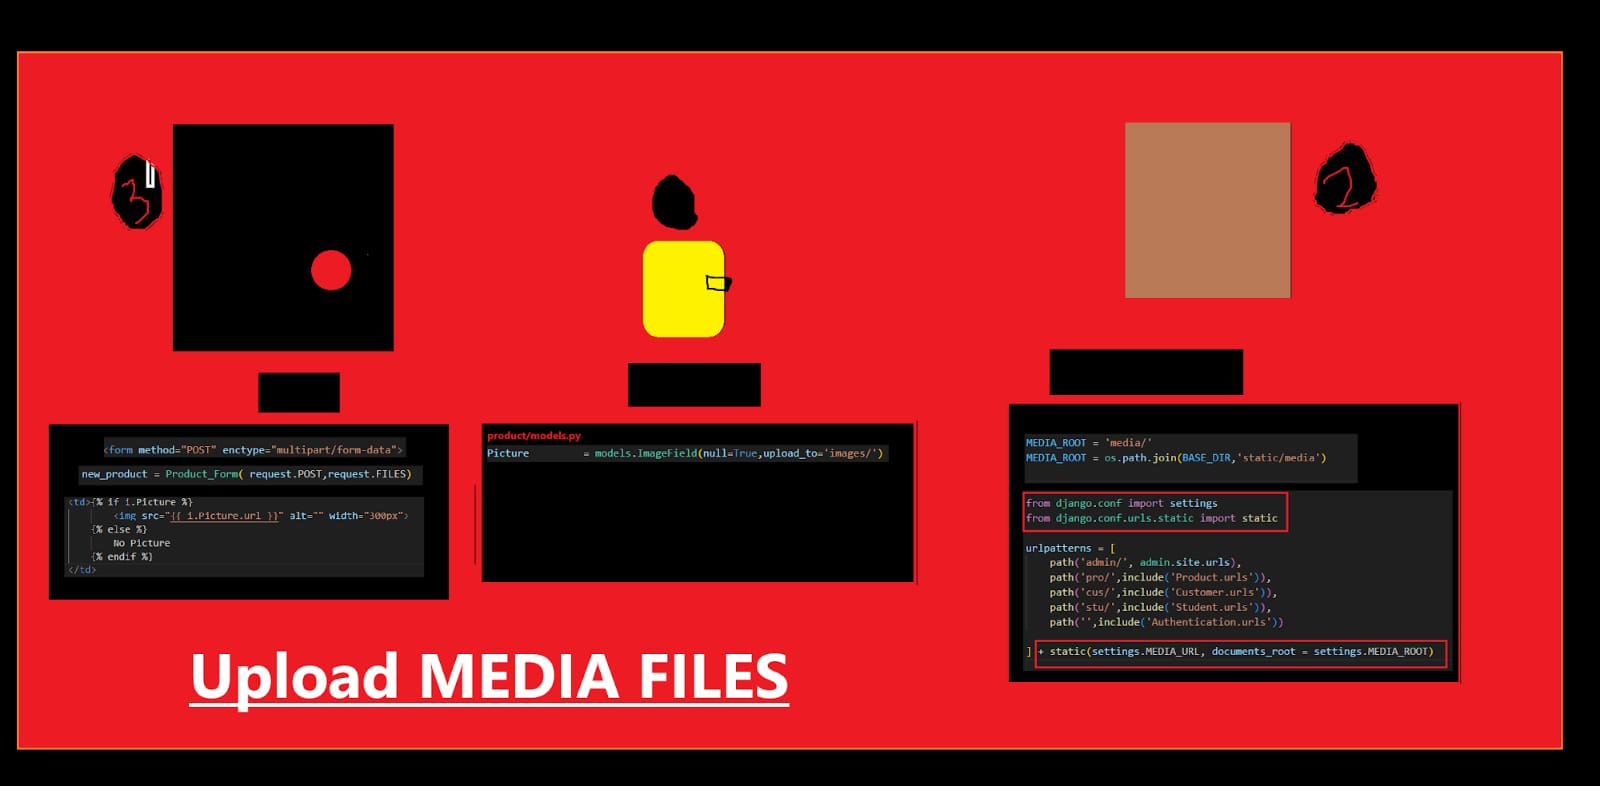 3
2
<form method="POST" enctype="multipart/form-data">
new_product = Product_Form( request.POST,request.FILES)
<td>{% if i.Picture %}
<img src="{{ i.Picture.url }}" alt="" width="300px">
{% else %}
No Picture
{% endif %}
</td>
product/models.py
Picture = models.ImageField(null=True,upload_to='images/')
MEDIA_ROOT = 'media/'
MEDIA_ROOT = os.path.join(BASE_DIR,'static/media')
from django.conf import settings
from django.conf.urls.static import static
urlpatterns = [
path('admin/', admin.site.urls),
path('pro/',include('Product.urls')),
path('cus/',include('Customer.urls')),
path('stu/',include('Student.urls')),
path('',include('Authentication.urls'))
] + static(settings.MEDIA_URL, documents_root = settings.MEDIA_ROOT)
Upload MEDIA FILES